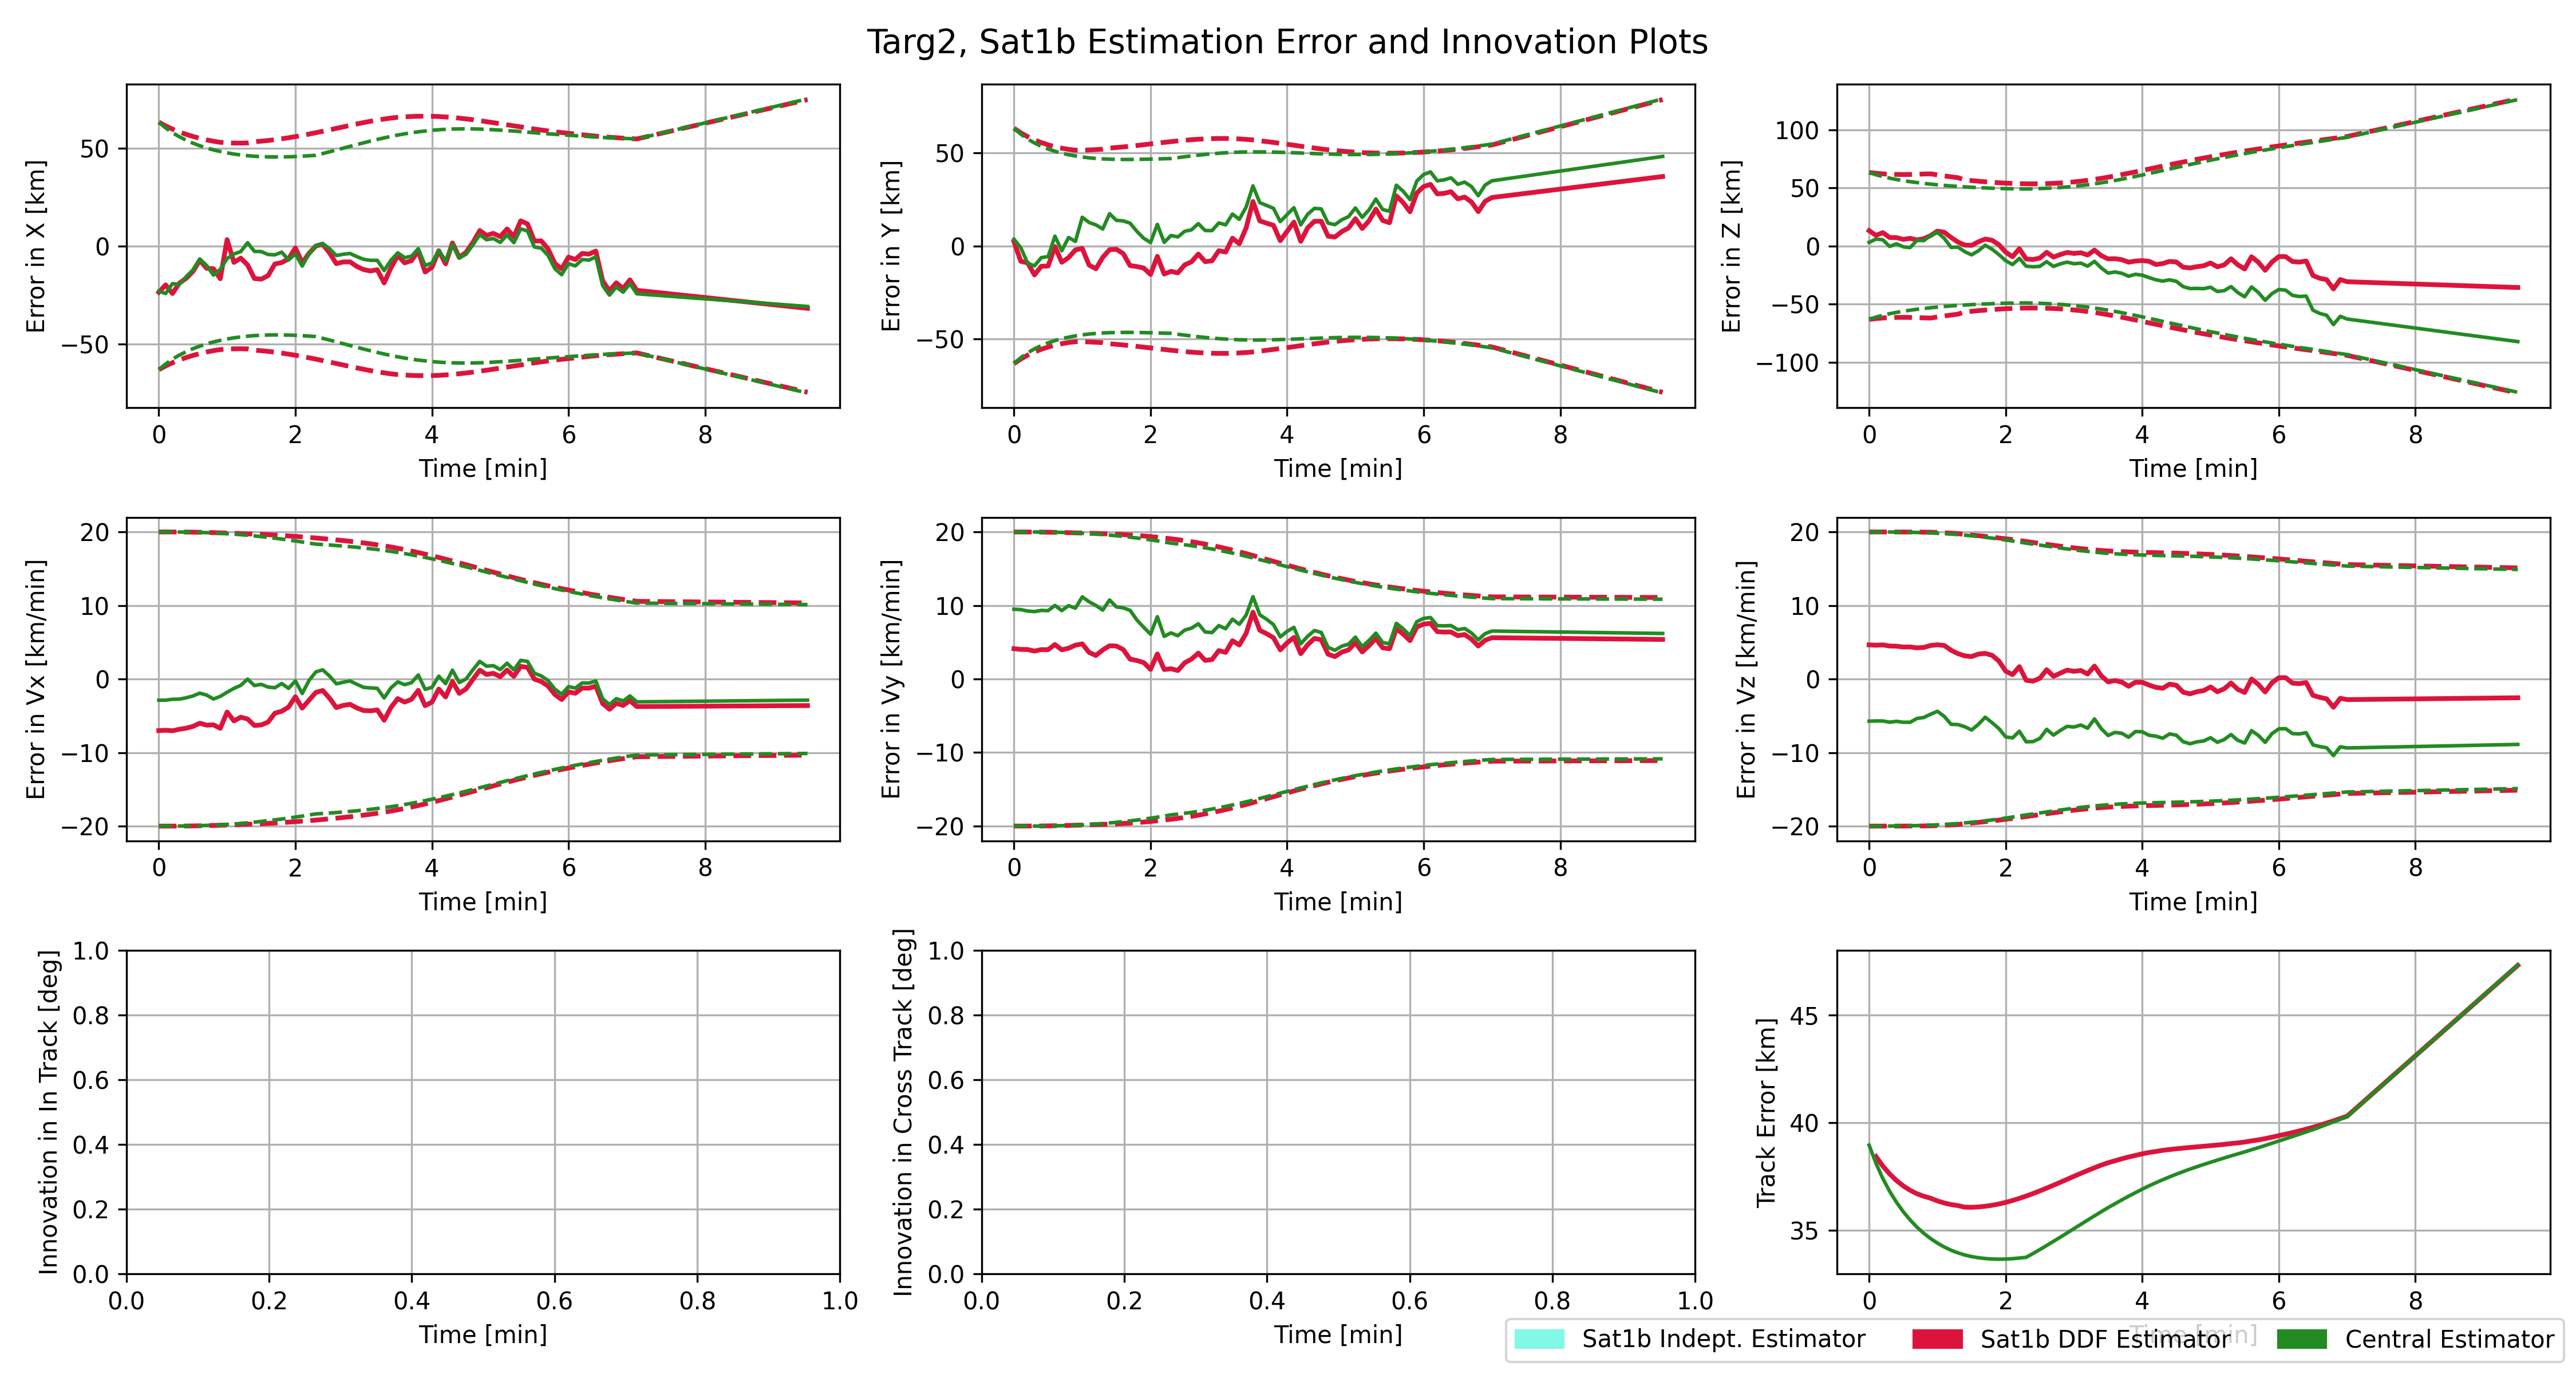 Targ2, Sat1b Estimation Error and Innovation Plots
Error in X [km]
50
0
−50
0 2 4 6 8
Time [min]
Error in Y [km]
50
0
−50
0 2 4 6 8
Time [min]
Error in Z [km]
100
50
0
−50
−100
0 2 4 6 8
Time [min]
Error in Vx [km/min]
20
10
0
−10
−20
0 2 4 6 8
Time [min]
Error in Vy [km/min]
20
10
0
−10
−20
0 2 4 6 8
Time [min]
Error in Vz [km/min]
20
10
0
−10
−20
0 2 4 6 8
Time [min]
Innovation in In Track [deg]
1.0
0.8
0.6
0.4
0.2
0.0
0.0 0.2 0.4 0.6 0.8 1.0
Time [min]
Innovation in Cross Track [deg]
1.0
0.8
0.6
0.4
0.2
0.0
0.0 0.2 0.4 0.6 0.8 1.0
Time [min]
Track Error [km]
45
40
35
0 2 4 6 8
Time [min]
Sat1b Indept. Estimator
Sat1b DDF Estimator
Central Estimator